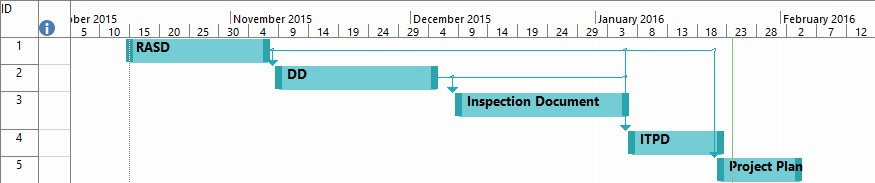 ID
ober 2015 November 2015 December 2015 January 2016 February 2016
i
5 10 15 20 25 30 4 9 14 19 24 29 4 9 14 19 24 29 3 8 13 18 23 28 2 7 12
1 RASD
2 DD
3 Inspection Document
4 ITPD
5 Project Plan